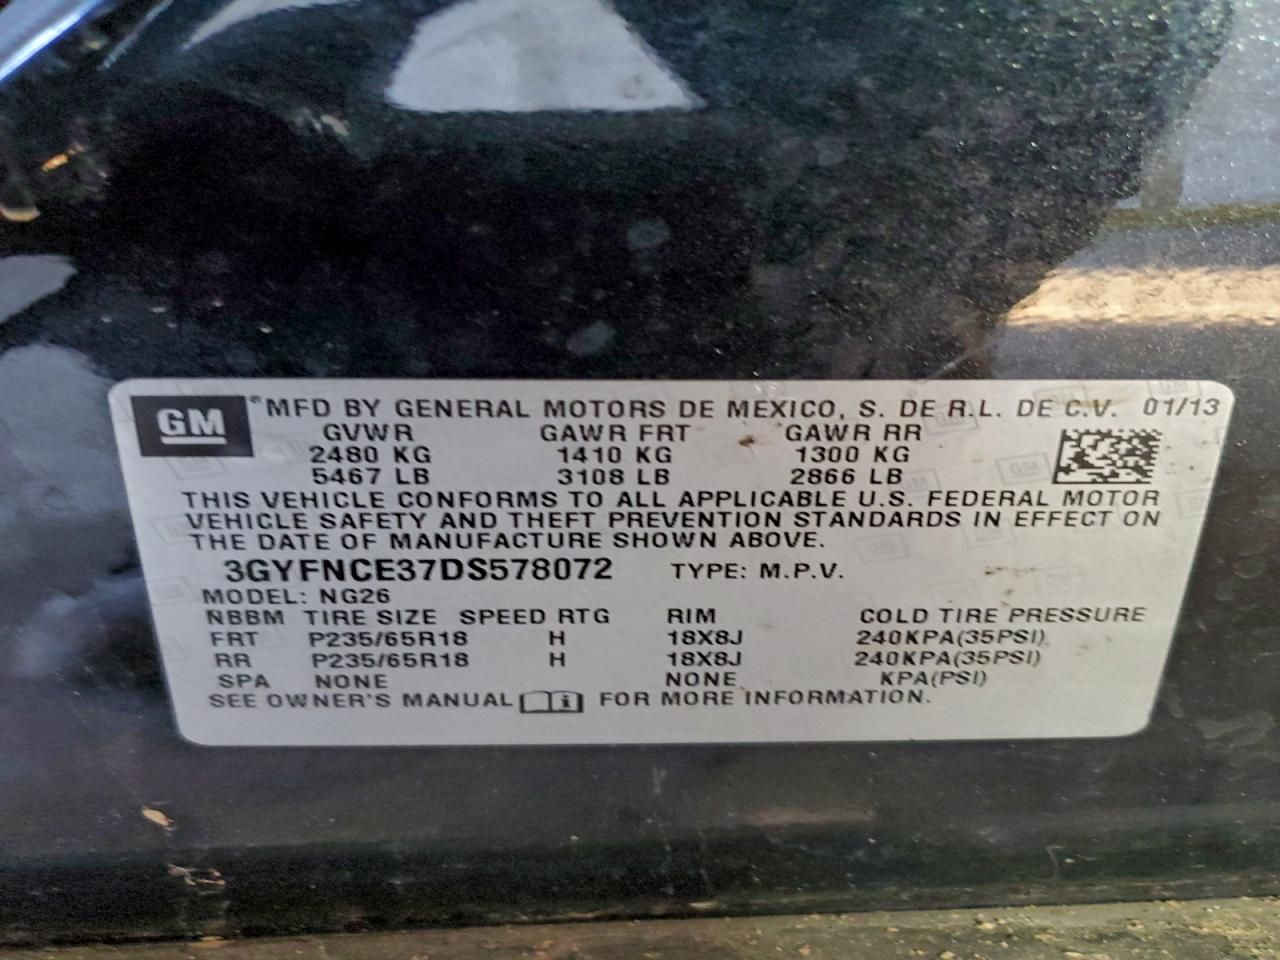 GM ® MFD BY GENERAL MOTORS DE MEXICO, S. DE R.L. DE C.V. 01/13
GVWR GAWR FRT GAWR RR
2480 KG 1410 KG 1300 KG
5467 LB 3108 LB 2866 LB
THIS VEHICLE CONFORMS TO ALL APPLICABLE U.S. FEDERAL MOTOR
VEHICLE SAFETY AND THEFT PREVENTION STANDARDS IN EFFECT ON
THE DATE OF MANUFACTURE SHOWN ABOVE.
3GYFNCE37DS578072 TYPE: M.P.V.
MODEL: NG26
NBBM TIRE SIZE SPEED RTG RIM COLD TIRE PRESSURE
FRT P235/65R18 H 18X8J 240KPA(35PSI)
RR P235/65R18 H 18X8J 240KPA(35PSI)
SPA NONE NONE KPA(PSI)
SEE OWNER'S MANUAL i FOR MORE INFORMATION.